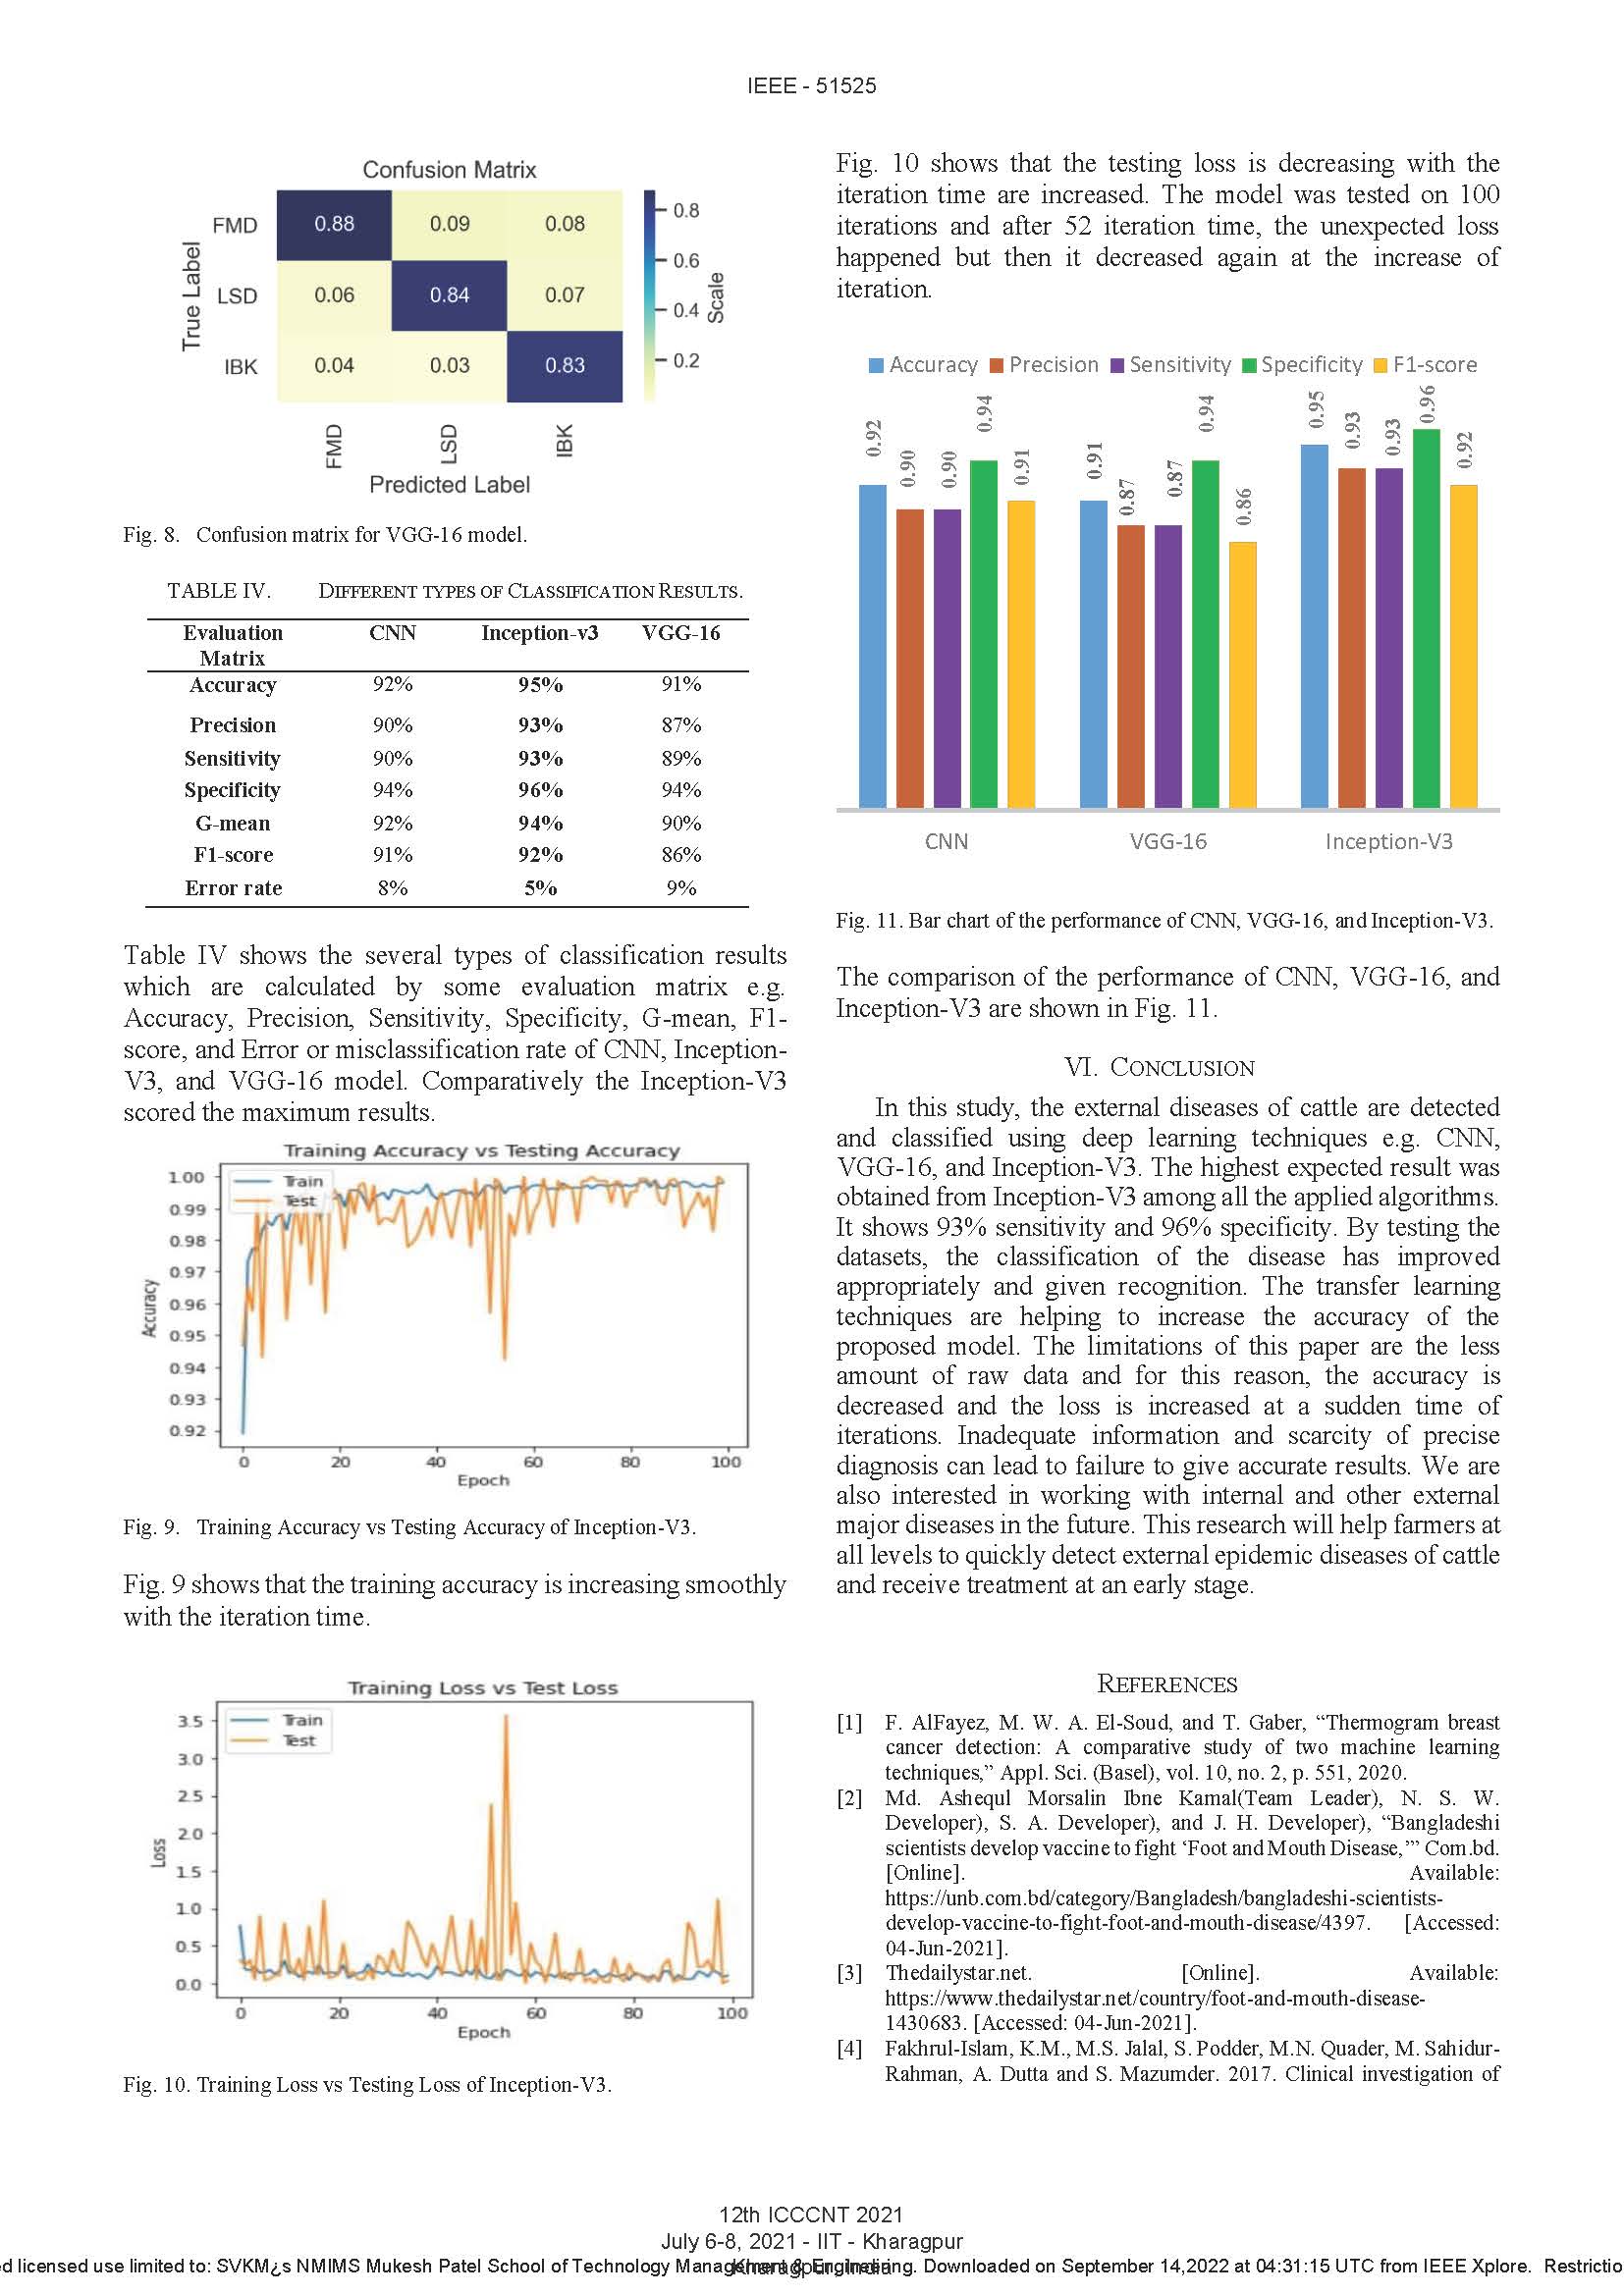 IEEE - 51525
Confusion Matrix
True Label
FMD 0.88 0.09 0.08
LSD 0.06 0.84 0.07
IBK 0.04 0.03 0.83
FMD LSD IBK
Predicted Label
0.8
0.6
0.4
0.2
Scale
Fig. 8. Confusion matrix for VGG-16 model.
TABLE IV. DIFFERENT TYPES OF CLASSIFICATION RESULTS.
Evaluation CNN Inception-v3 VGG-16
Matrix
Accuracy 92% 95% 91%
Precision 90% 93% 87%
Sensitivity 90% 93% 89%
Specificity 94% 96% 94%
G-mean 92% 94% 90%
F1-score 91% 92% 86%
Error rate 8% 5% 9%
Table IV shows the several types of classification results
which are calculated by some evaluation matrix e.g.
Accuracy, Precision, Sensitivity, Specificity, G-mean, F1-
score, and Error or misclassification rate of CNN, Inception-
V3, and VGG-16 model. Comparatively the Inception-V3
scored the maximum results.
Training Accuracy vs Testing Accuracy
Train
Test
Accuracy
1.00
0.99
0.98
0.97
0.96
0.95
0.94
0.93
0.92
0 20 40 60 80 100
Epoch
Fig. 9. Training Accuracy vs Testing Accuracy of Inception-V3.
Fig. 9 shows that the training accuracy is increasing smoothly
with the iteration time.
Training Loss vs Test Loss
Train
Test
Loss
3.5
3.0
2.5
2.0
1.5
1.0
0.5
0.0
0 20 40 60 80 100
Epoch
Fig. 10. Training Loss vs Testing Loss of Inception-V3.
Fig. 10 shows that the testing loss is decreasing with the
iteration time are increased. The model was tested on 100
iterations and after 52 iteration time, the unexpected loss
happened but then it decreased again at the increase of
iteration.
Accuracy Precision Sensitivity Specificity F1-score
0.92 0.90 0.90 0.94 0.91 0.91 0.87 0.87 0.94 0.86 0.95 0.93 0.93 0.96 0.92
CNN VGG-16 Inception-V3
Fig. 11. Bar chart of the performance of CNN, VGG-16, and Inception-V3.
The comparison of the performance of CNN, VGG-16, and
Inception-V3 are shown in Fig. 11.
VI. CONCLUSION
In this study, the external diseases of cattle are detected
and classified using deep learning techniques e.g. CNN,
VGG-16, and Inception-V3. The highest expected result was
obtained from Inception-V3 among all the applied algorithms.
It shows 93% sensitivity and 96% specificity. By testing the
datasets, the classification of the disease has improved
appropriately and given recognition. The transfer learning
techniques are helping to increase the accuracy of the
proposed model. The limitations of this paper are the less
amount of raw data and for this reason, the accuracy is
decreased and the loss is increased at a sudden time of
iterations. Inadequate information and scarcity of precise
diagnosis can lead to failure to give accurate results. We are
also interested in working with internal and other external
major diseases in the future. This research will help farmers at
all levels to quickly detect external epidemic diseases of cattle
and receive treatment at an early stage.
REFERENCES
[1] F. AlFayez, M. W. A. El-Soud, and T. Gaber, “Thermogram breast
cancer detection: A comparative study of two machine learning
techniques,” Appl. Sci. (Basel), vol. 10, no. 2, p. 551, 2020.
[2] Md. Ashequl Morsalin Ibne Kamal(Team Leader), N. S. W.
Developer), S. A. Developer), and J. H. Developer), “Bangladeshi
scientists develop vaccine to fight ‘Foot and Mouth Disease,’” Com.bd.
[Online]. Available:
https://unb.com.bd/category/Bangladesh/bangladeshi-scientists-
develop-vaccine-to-fight-foot-and-mouth-disease/4397. [Accessed:
04-Jun-2021].
[3] Thedailystar.net. [Online]. Available:
https://www.thedailystar.net/country/foot-and-mouth-disease-
1430683. [Accessed: 04-Jun-2021].
[4] Fakhrul-Islam, K.M., M.S. Jalal, S. Podder, M.N. Quader, M. Sahidur-
Rahman, A. Dutta and S. Mazumder. 2017. Clinical investigation of
12th ICCCNT 2021
July 6-8, 2021 - IIT - Kharagpur
Kharagpur, India
d licensed use limited to: SVKM¿s NMIMS Mukesh Patel School of Technology Management & Engineering. Downloaded on September 14,2022 at 04:31:15 UTC from IEEE Xplore. Restrictio